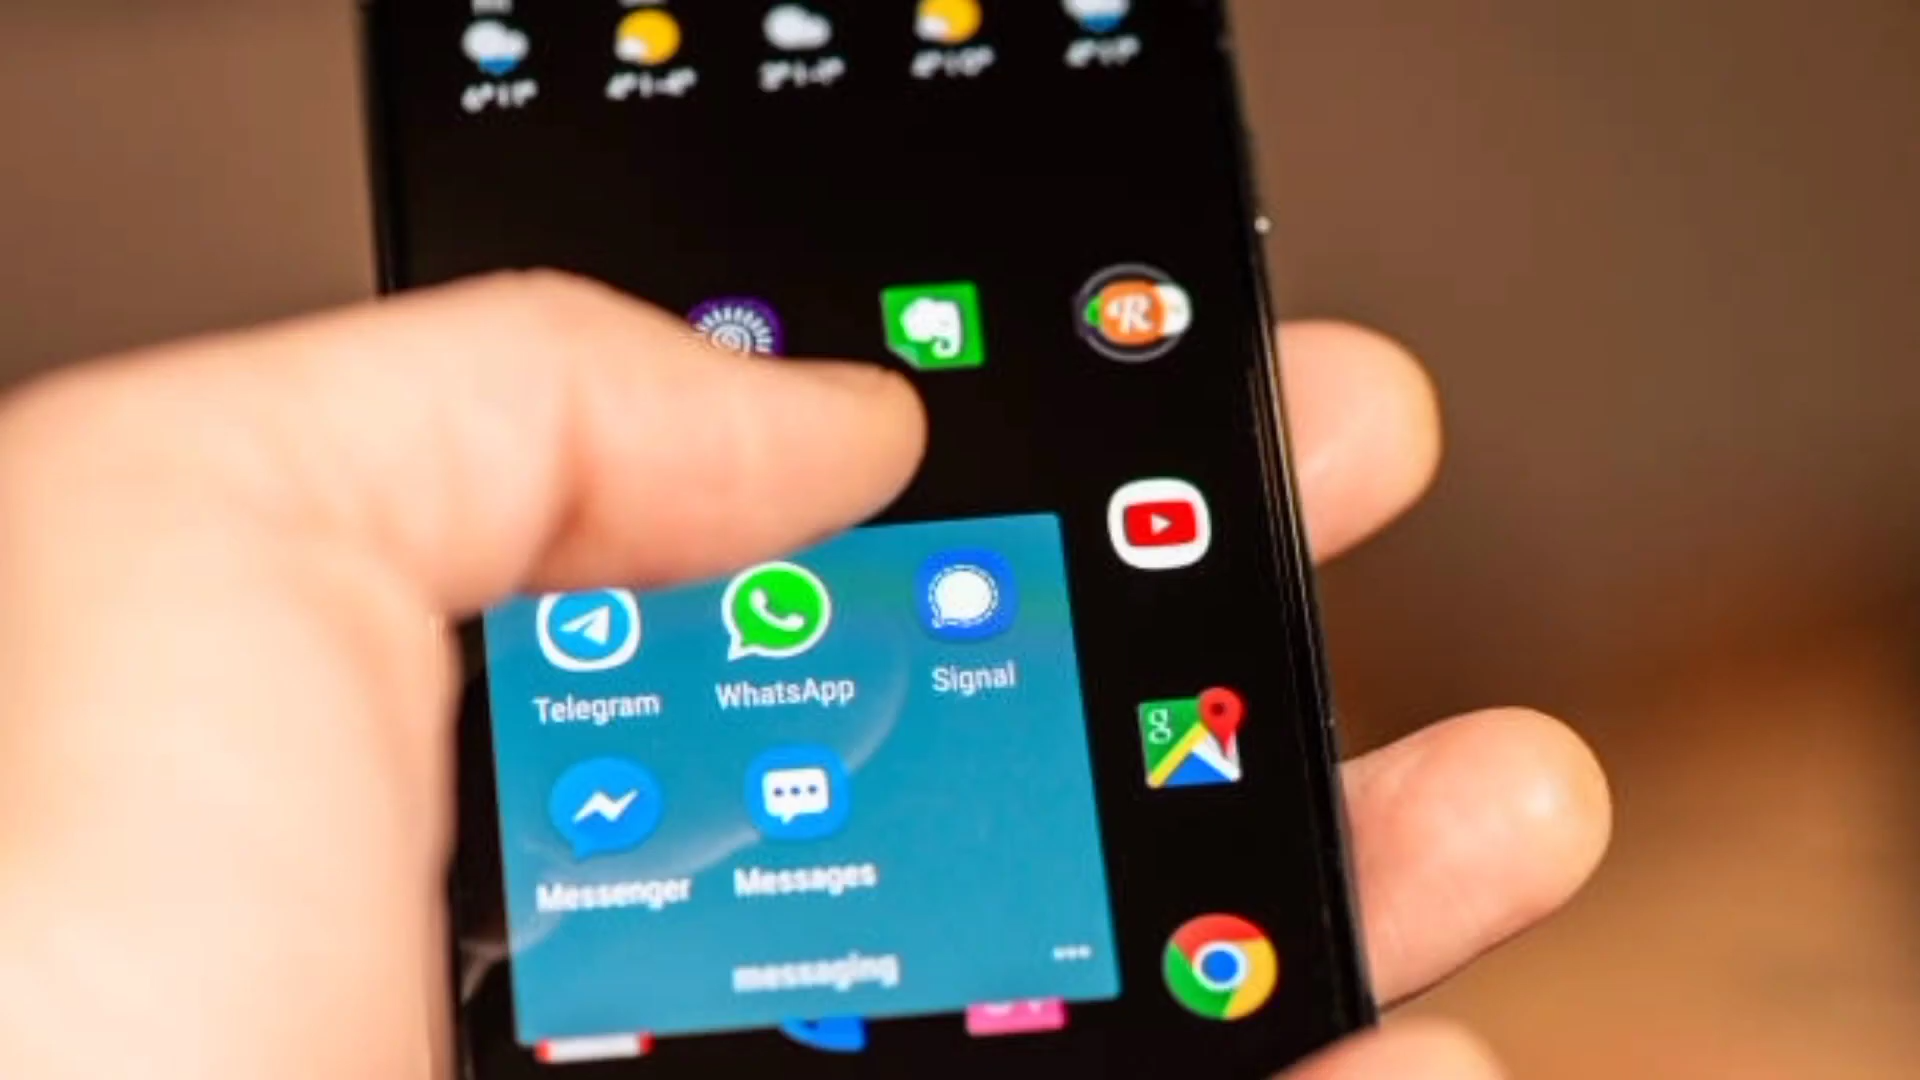 R
Telegram
WhatsApp
Signal
g
Messenger
Messages
messaging